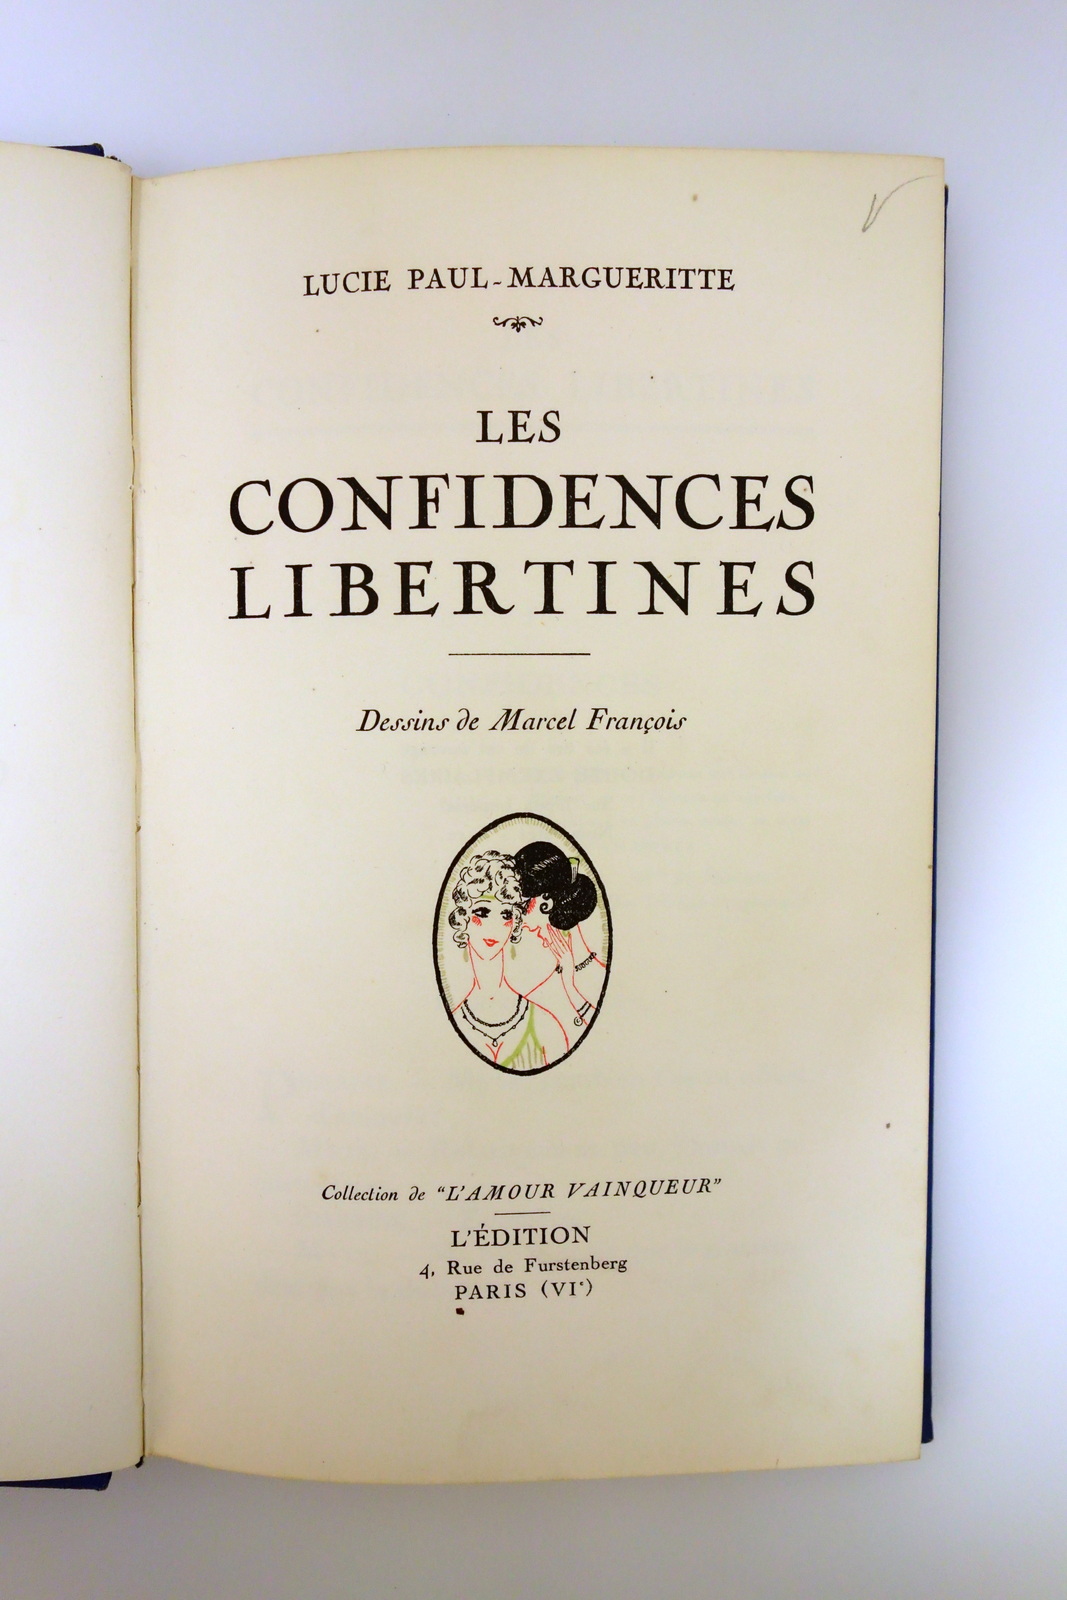 LUCIE PAUL-MARGUERITTE
LES
CONFIDENCES
LIBERTINES
Dessins de Marcel François
Collection de "L'AMOUR VAINQUEUR"
L'ÉDITION
4, Rue de Furstenberg
PARIS (VIᵉ)